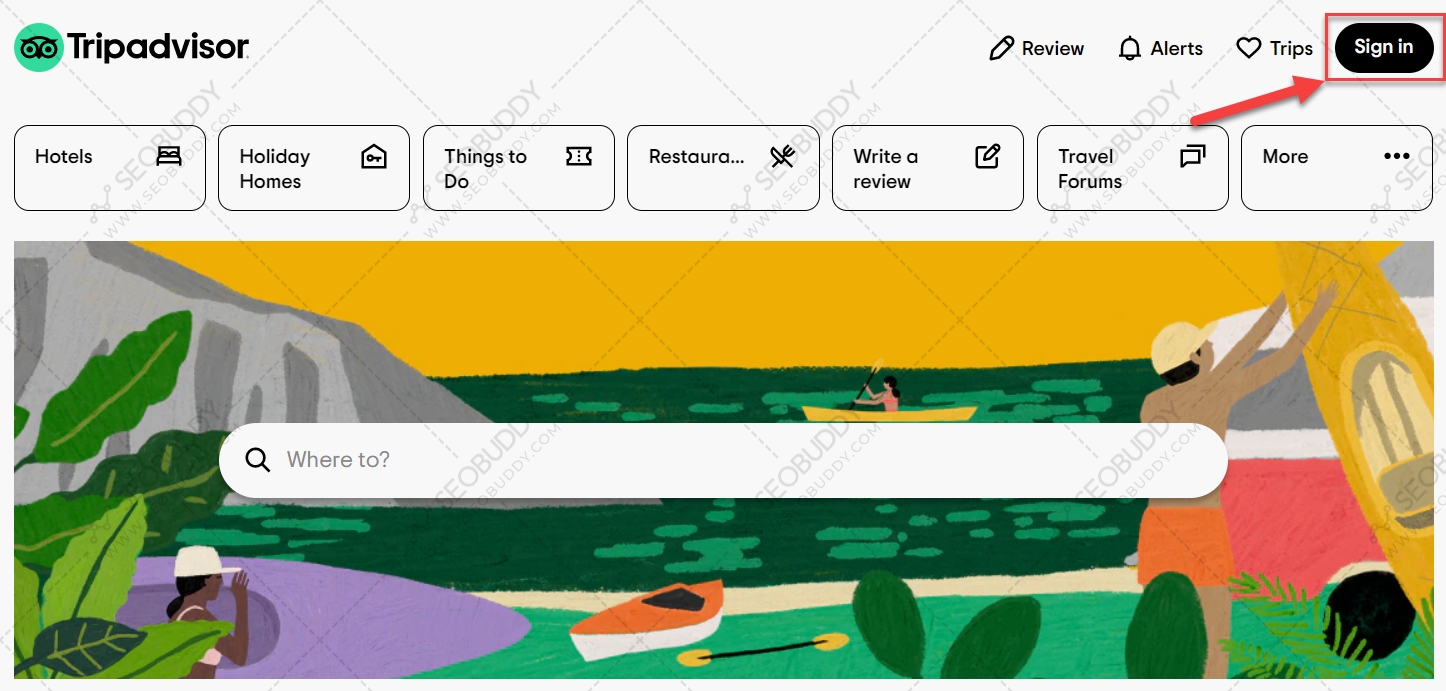 Tripadvisor
Review
Alerts
Trips
Sign in
Hotels
Holiday
Homes
Things to
Do
Restaura...
Write a
review
Travel
Forums
More
Where to?
SEOBUDDY
WWW.SEOBUDDY.COM